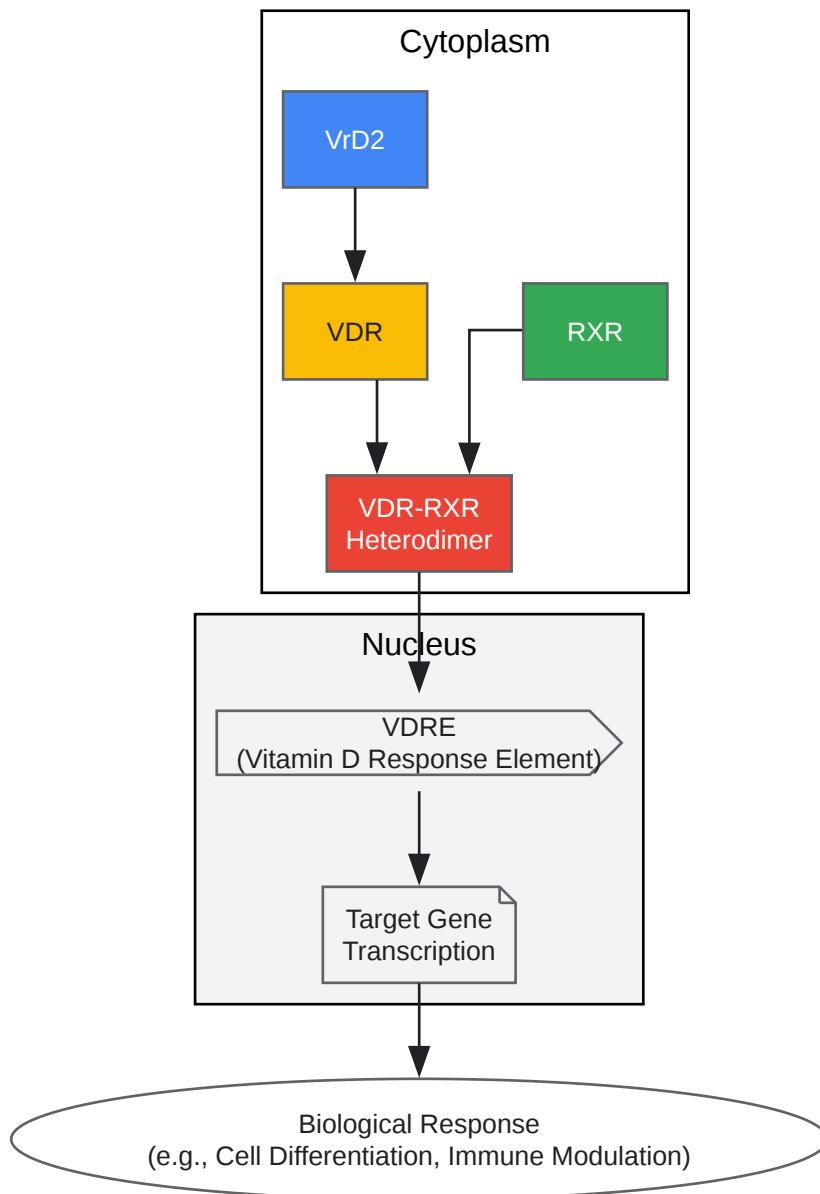 Cytoplasm
VrD2
VDR
RXR
VDR-RXR
Heterodimer
Nucleus
VDRE
(Vitamin D Response Element)
Target Gene
Transcription
Biological Response
(e.g., Cell Differentiation, Immune Modulation)